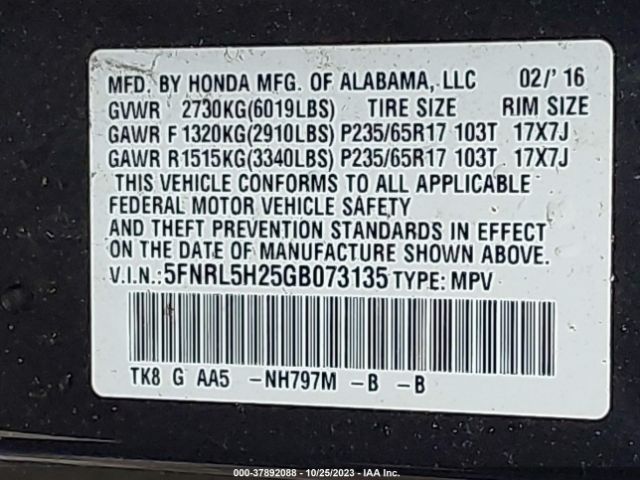 MFD. BY HONDA MFG. OF ALABAMA, LLC 02/' 16
GVWR 2730KG(6019LBS) TIRE SIZE RIM SIZE
GAWR F 1320KG(2910LBS) P235/65R17 103T 17X7J
GAWR R1515KG(3340LBS) P235/65R17 103T 17X7J
THIS VEHICLE CONFORMS TO ALL APPLICABLE
FEDERAL MOTOR VEHICLE SAFETY
AND THEFT PREVENTION STANDARDS IN EFFECT
ON THE DATE OF MANUFACTURE SHOWN ABOVE.
V.I.N.: 5FNRL5H25GB073135 TYPE: MPV
TK8 G AA5 -NH797M -B -B
000-37892088 - 10/25/2023 - IAA Inc.